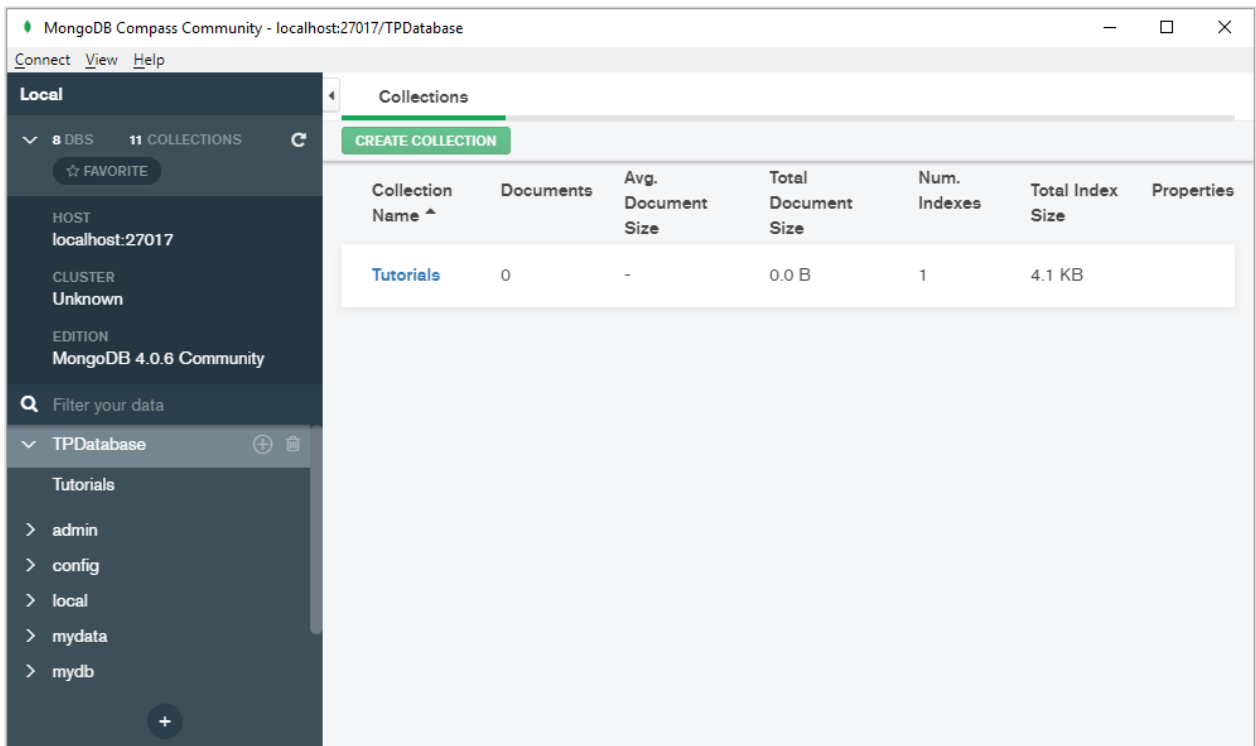 MongoDB Compass Community - localhost:27017/TPDatabase
Connect View Help
Local
8 DBS 11 COLLECTIONS
FAVORITE
HOST
localhost:27017
CLUSTER
Unknown
EDITION
MongoDB 4.0.6 Community
Filter your data
TPDatabase
Tutorials
admin
config
local
mydata
mydb
+
Collections
CREATE COLLECTION
Collection
Name
Documents
Avg.
Document
Size
Total
Document
Size
Num.
Indexes
Total Index
Size
Properties
Tutorials 0 - 0.0 B 1 4.1 KB